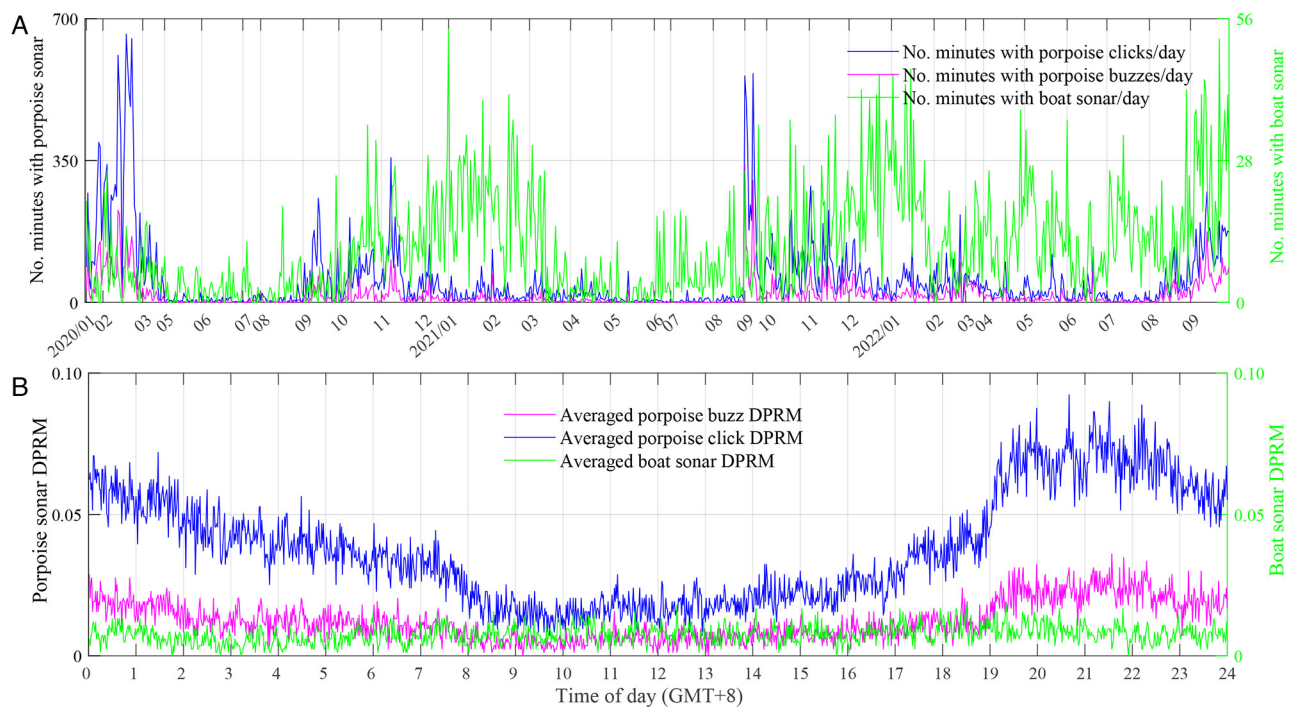 A
700
350
0
No. minutes with porpoise sonar
56
28
0
No. minutes with boat sonar
No. minutes with porpoise clicks/day
No. minutes with porpoise buzzes/day
No. minutes with boat sonar/day
2020/01 02 03 05 06 07 08 09 10 11 12 2021/01 02 03 04 05 06 07 08 09 10 11 12 2022/01 02 03 04 05 06 07 08 09
B
0.10
0.05
0
Porpoise sonar DPRM
0.10
0.05
0
Boat sonar DPRM
Averaged porpoise buzz DPRM
Averaged porpoise click DPRM
Averaged boat sonar DPRM
0 1 2 3 4 5 6 7 8 9 10 11 12 13 14 15 16 17 18 19 20 21 22 23 24
Time of day (GMT+8)